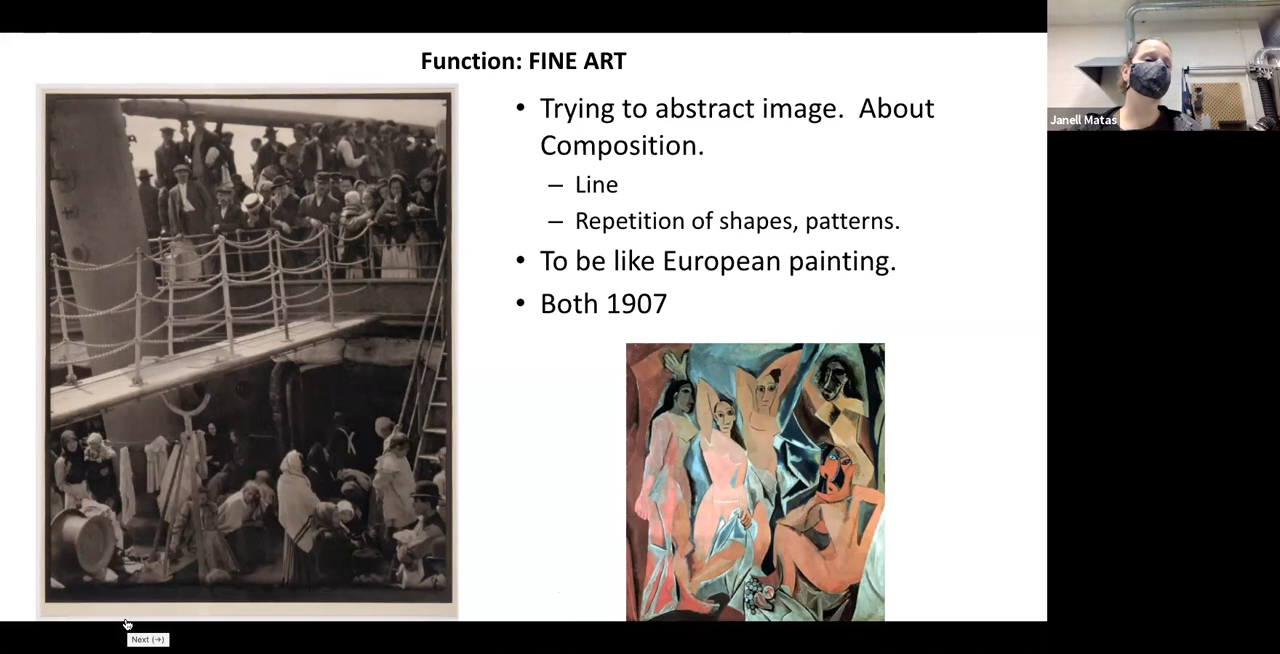 Function: FINE ART
• Trying to abstract image.  About
Composition.
– Line
– Repetition of shapes, patterns.
• To be like European painting.
• Both 1907
Janell Matas
Next (→)